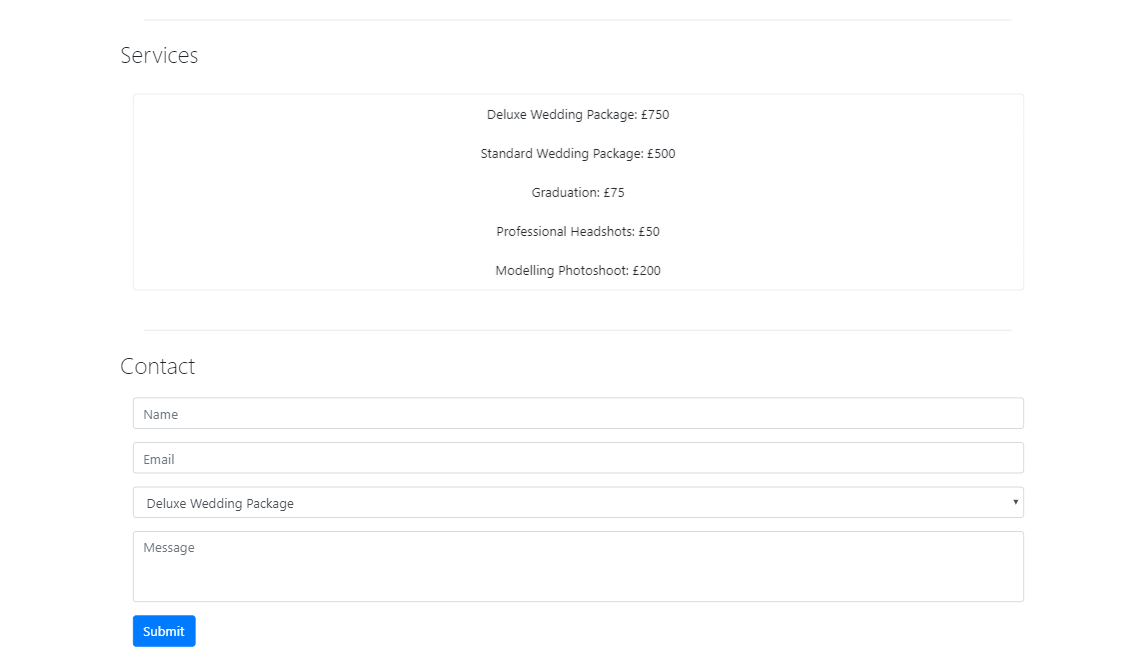 Services
Deluxe Wedding Package: £750
Standard Wedding Package: £500
Graduation: £75
Professional Headshots: £50
Modelling Photoshoot: £200
Contact
Name
Email
Deluxe Wedding Package
Message
Submit